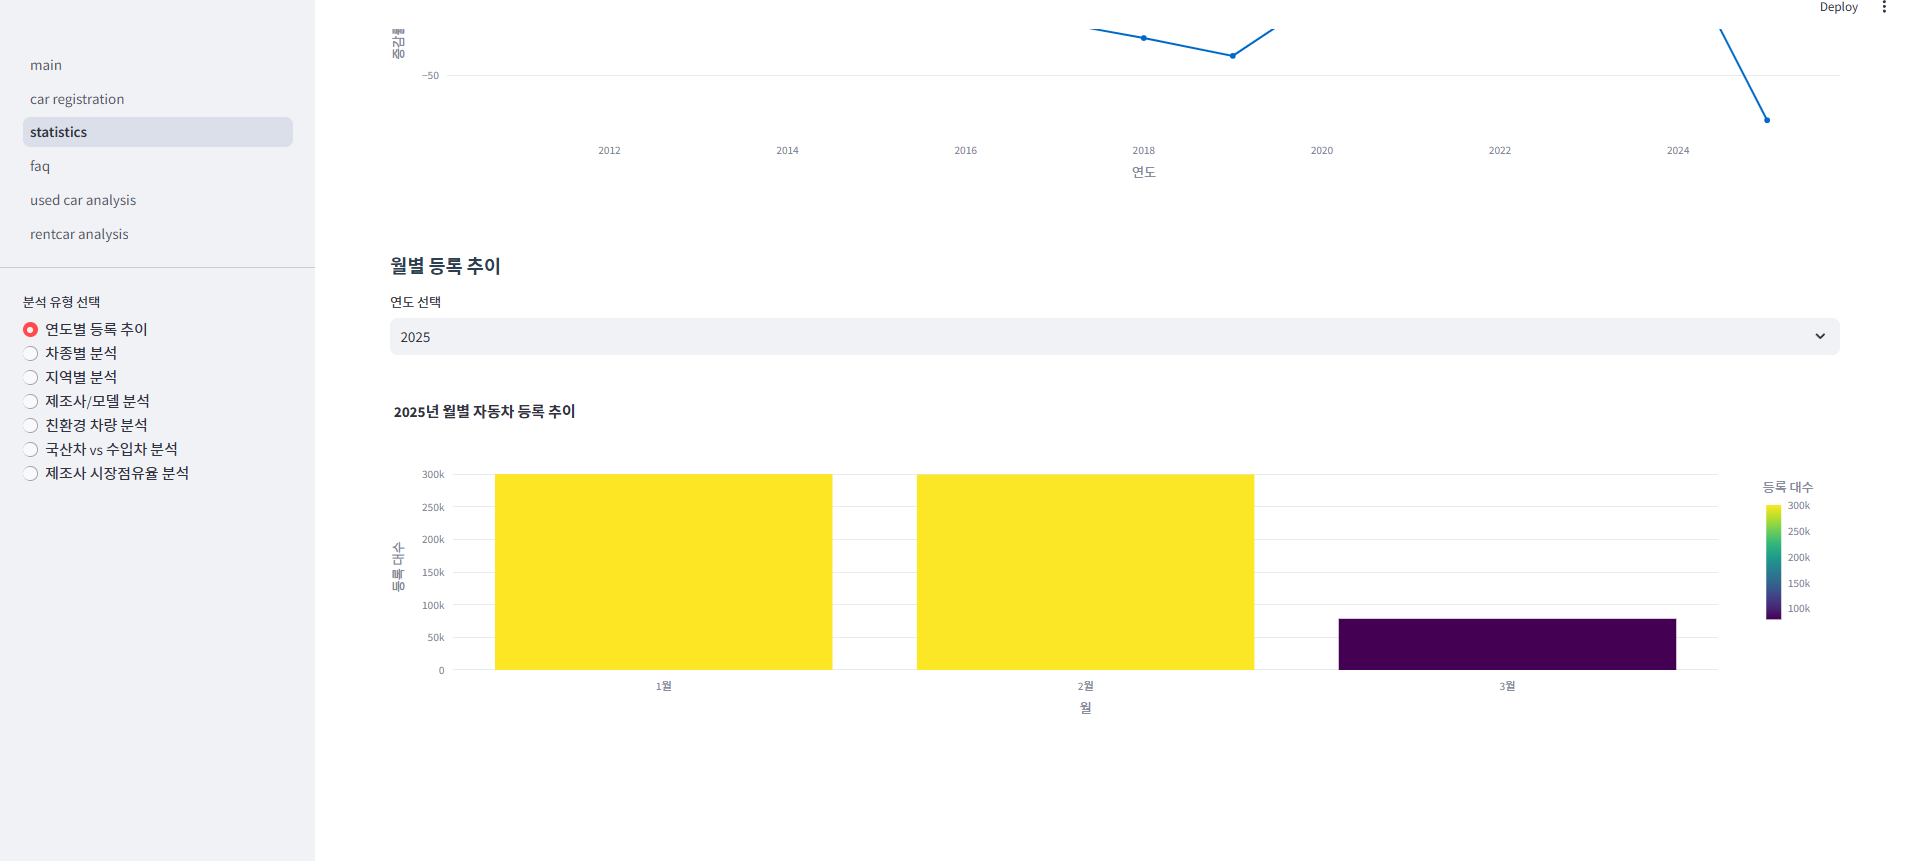 Deploy
main
car registration
statistics
faq
used car analysis
rentcar analysis
분석 유형 선택
연도별 등록 추이
차종별 분석
지역별 분석
제조사/모델 분석
친환경 차량 분석
국산차 vs 수입차 분석
제조사 시장점유율 분석
−50
2012
2014
2016
2018
2020
2022
2024
연도
월별 등록 추이
연도 선택
2025
2025년 월별 자동차 등록 추이
300k
250k
200k
150k
100k
50k
0
등록 대수
1월
2월
3월
월
등록 대수
300k
250k
200k
150k
100k